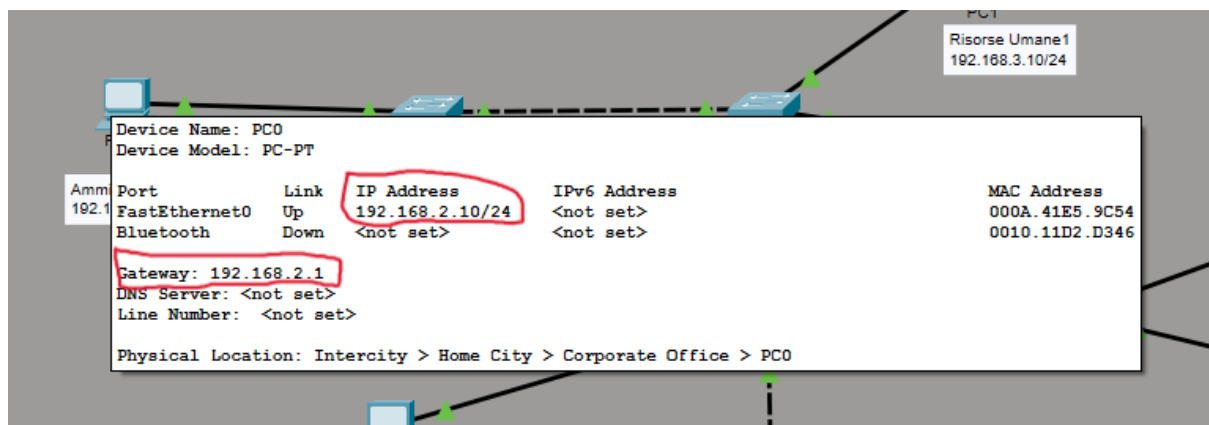 PC1
Risorse Umane1
192.168.3.10/24
Device Name: PC0
Device Model: PC-PT
Port Link IP Address IPv6 Address MAC Address
FastEthernet0 Up 192.168.2.10/24 <not set> 000A.41E5.9C54
Bluetooth Down <not set> <not set> 0010.11D2.D346
Gateway: 192.168.2.1
DNS Server: <not set>
Line Number: <not set>
Physical Location: Intercity > Home City > Corporate Office > PC0
Ammi
192.1